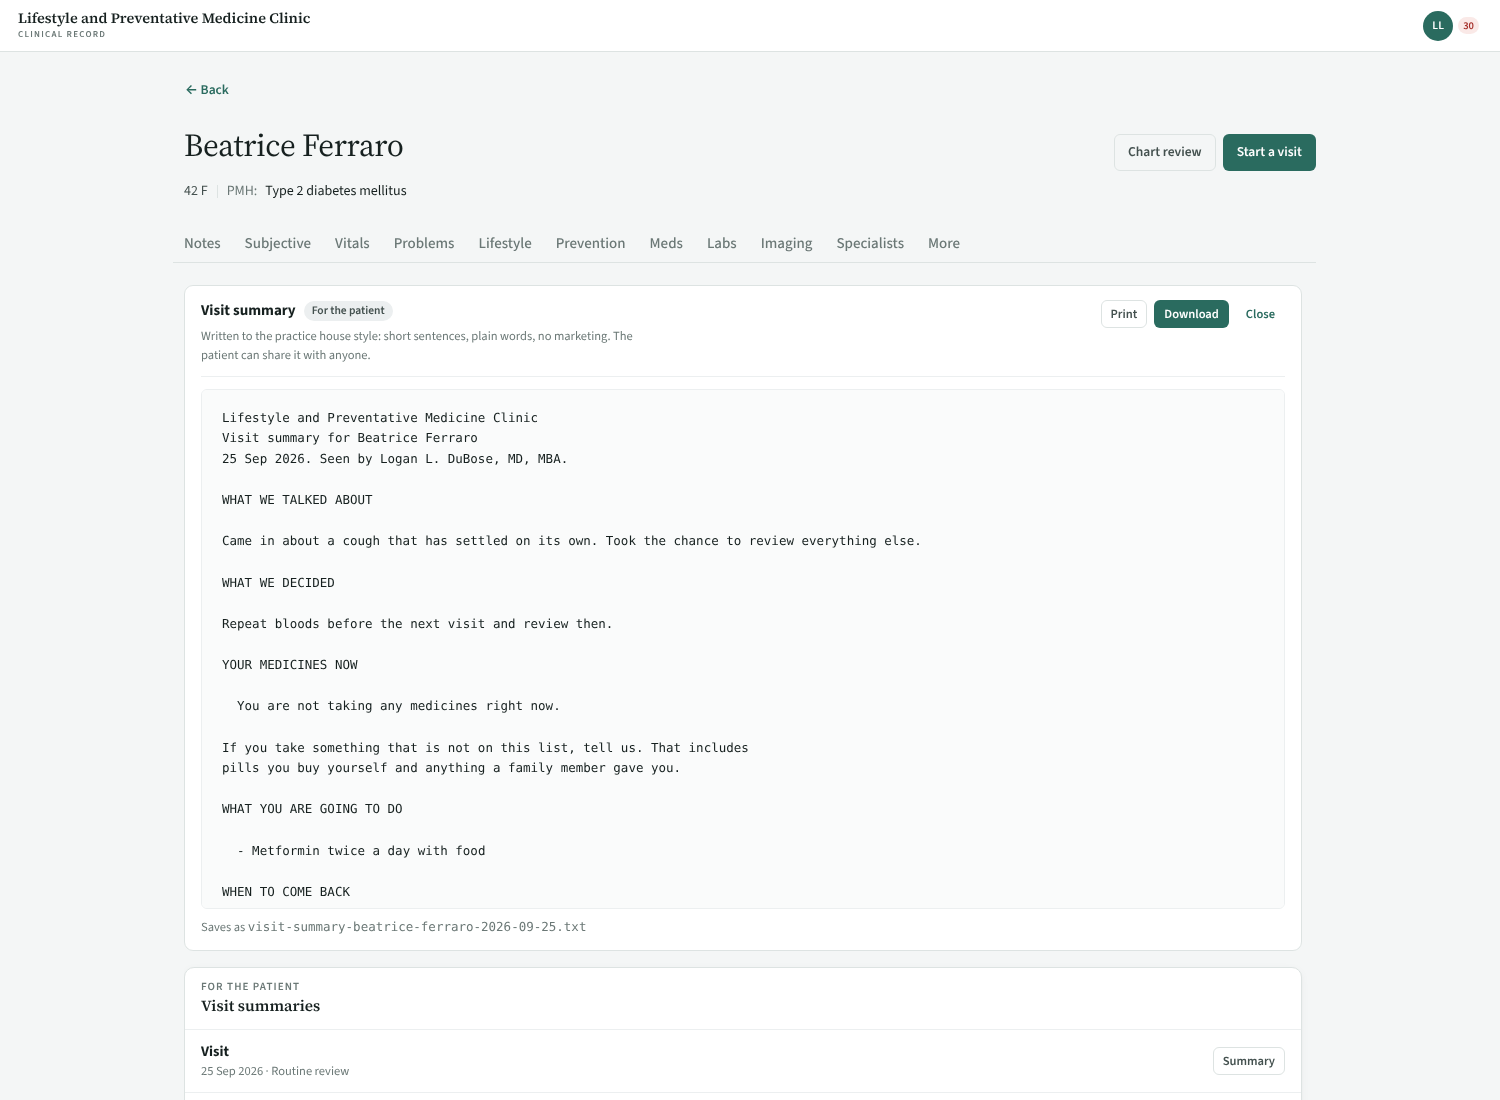 Lifestyle and Preventative Medicine Clinic
CLINICAL RECORD
LL
30
← Back
Beatrice Ferraro
Chart review
Start a visit
42 F
PMH: Type 2 diabetes mellitus
Notes
Subjective
Vitals
Problems
Lifestyle
Prevention
Meds
Labs
Imaging
Specialists
More
Visit summary
For the patient
Print
Download
Close
Written to the practice house style: short sentences, plain words, no marketing. The
patient can share it with anyone.
Lifestyle and Preventative Medicine Clinic
Visit summary for Beatrice Ferraro
25 Sep 2026. Seen by Logan L. DuBose, MD, MBA.
WHAT WE TALKED ABOUT
Came in about a cough that has settled on its own. Took the chance to review everything else.
WHAT WE DECIDED
Repeat bloods before the next visit and review then.
YOUR MEDICINES NOW
You are not taking any medicines right now.
If you take something that is not on this list, tell us. That includes
pills you buy yourself and anything a family member gave you.
WHAT YOU ARE GOING TO DO
- Metformin twice a day with food
WHEN TO COME BACK
Saves as visit-summary-beatrice-ferraro-2026-09-25.txt
FOR THE PATIENT
Visit summaries
Visit
25 Sep 2026 · Routine review
Summary